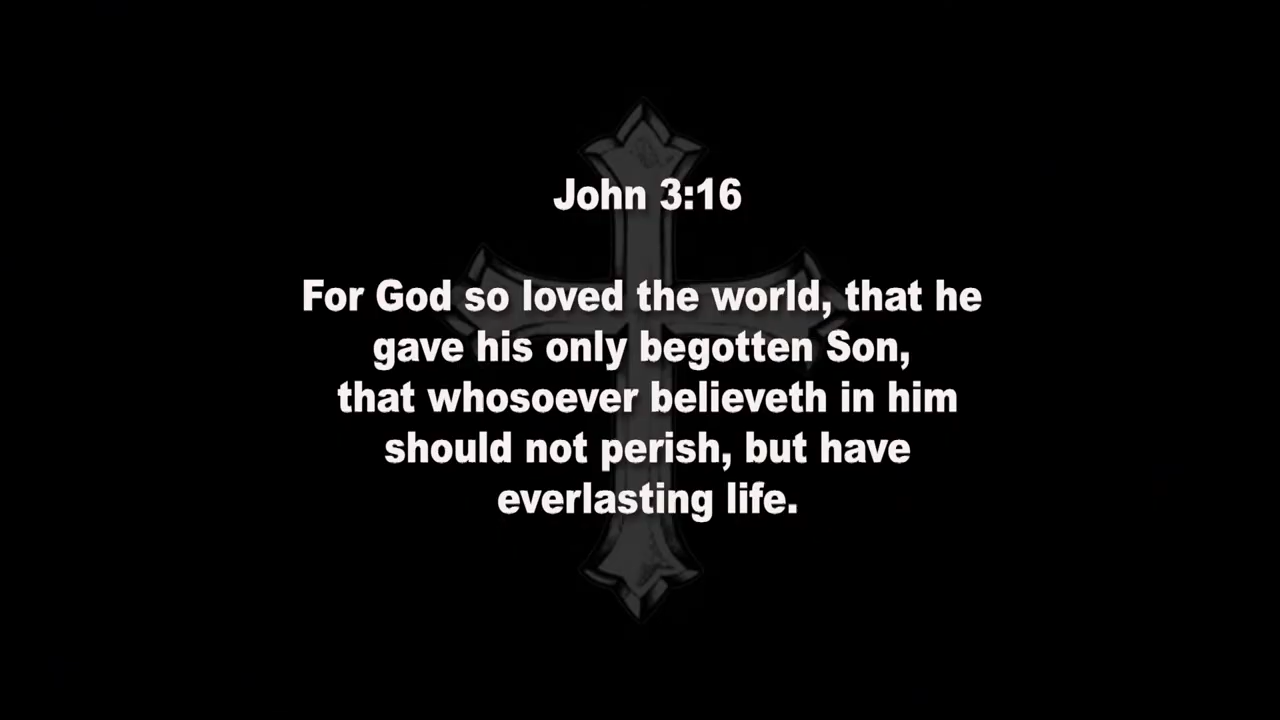 John 3:16
For God so loved the world, that he
gave his only begotten Son,
that whosoever believeth in him
should not perish, but have
everlasting life.